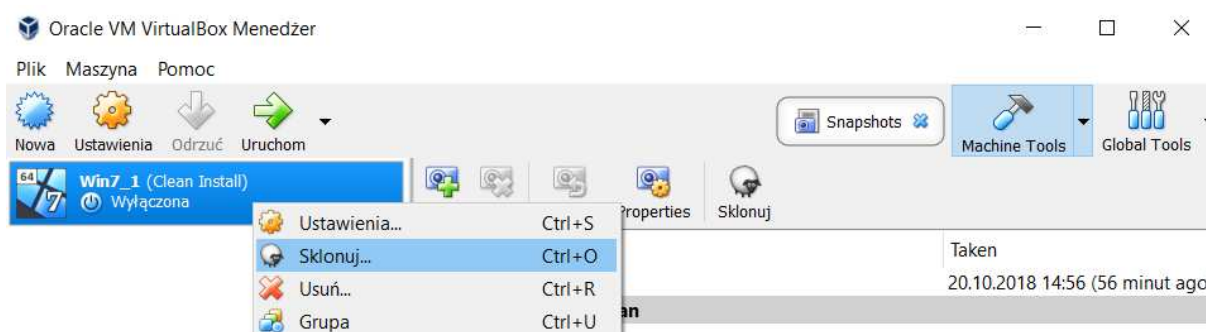 Oracle VM VirtualBox Menedżer
Plik Maszyna Pomoc
Nowa Ustawienia Odrzuć Uruchom
Snapshots
Machine Tools
Global Tools
64 7 Win7_1 (Clean Install)
Wyłączona
Properties Sklonuj
Ustawienia... Ctrl+S
Sklonuj... Ctrl+O
Usuń... Ctrl+R
Grupa Ctrl+U
Taken
20.10.2018 14:56 (56 minut ago
an